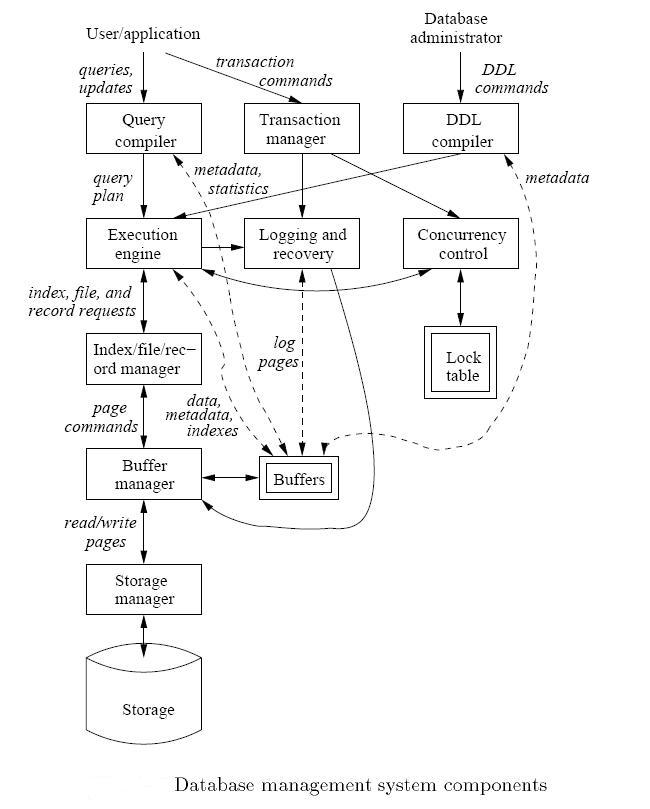 Database
User/application
administrator
queries,
updates
transaction
commands
DDL
commands
Query
compiler
Transaction
manager
DDL
compiler
query
plan
metadata,
statistics
metadata
Execution
engine
Logging and
recovery
Concurrency
control
index, file, and
record requests
log
pages
Index/file/rec−
ord manager
Lock
table
page
commands
data,
metadata,
indexes
Buffer
manager
Buffers
read/write
pages
Storage
manager
Storage
Database management system components